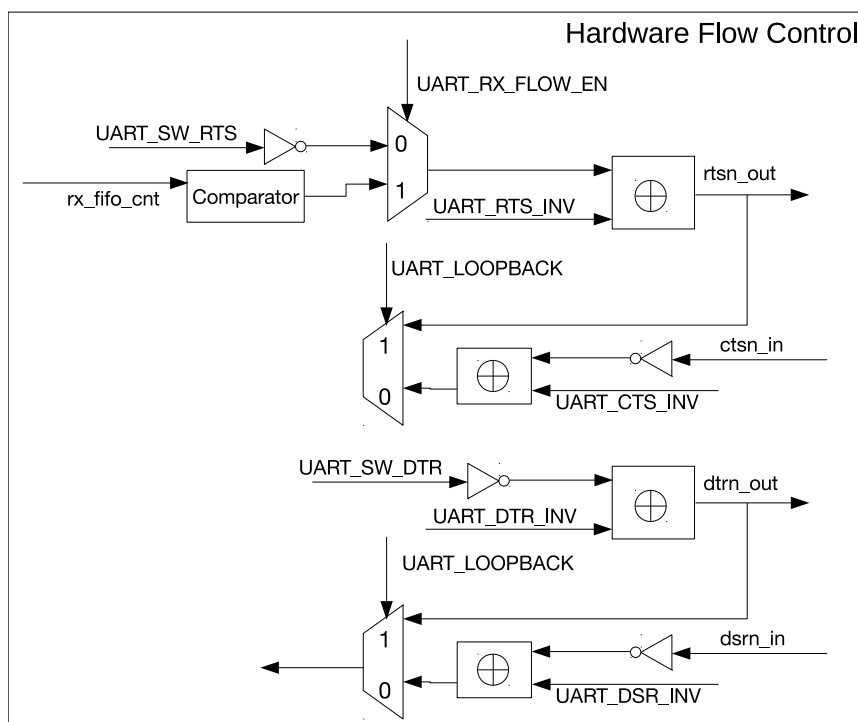 Hardware Flow Control
UART_RX_FLOW_EN
UART_SW_RTS
0
rtsn_out
1
Comparator
rx_fifo_cnt
UART_RTS_INV
UART_LOOPBACK
ctsn_in
1
0
UART_CTS_INV
UART_SW_DTR
dtrn_out
UART_DTR_INV
UART_LOOPBACK
dsrn_in
1
0
UART_DSR_INV